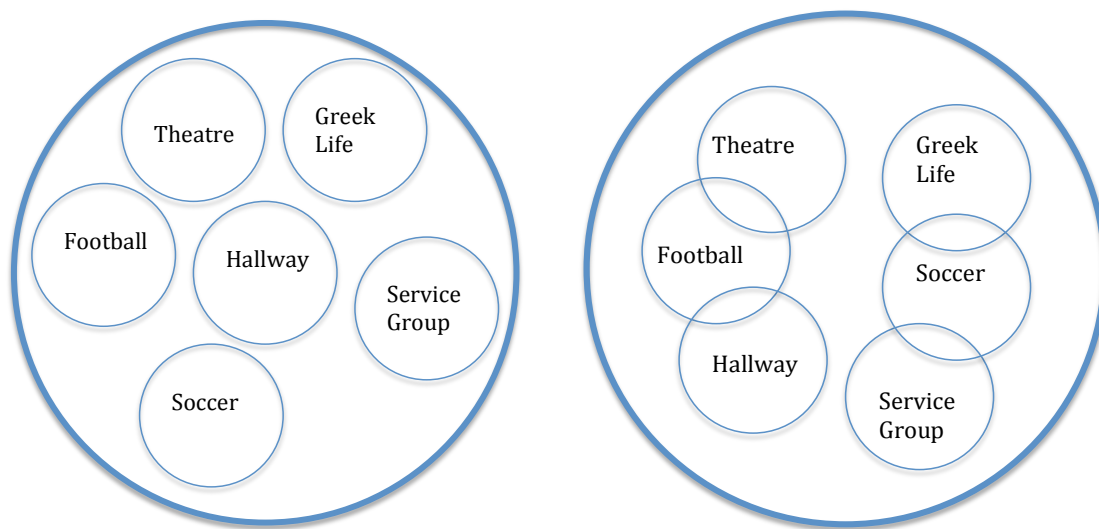 Theatre
Greek
Life
Football
Hallway
Service
Group
Soccer
Theatre
Greek
Life
Football
Soccer
Hallway
Service
Group